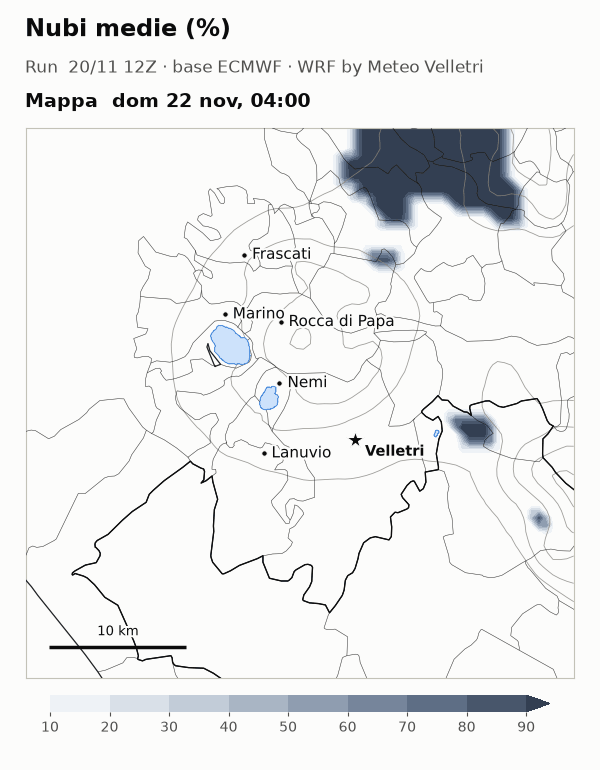 Nubi medie (%)
Run  20/11 12Z · base ECMWF · WRF by Meteo Velletri
Mappa  dom 22 nov, 04:00
Frascati
Marino
Rocca di Papa
Nemi
Velletri
Lanuvio
10 km
10 20 30 40 50 60 70 80 90